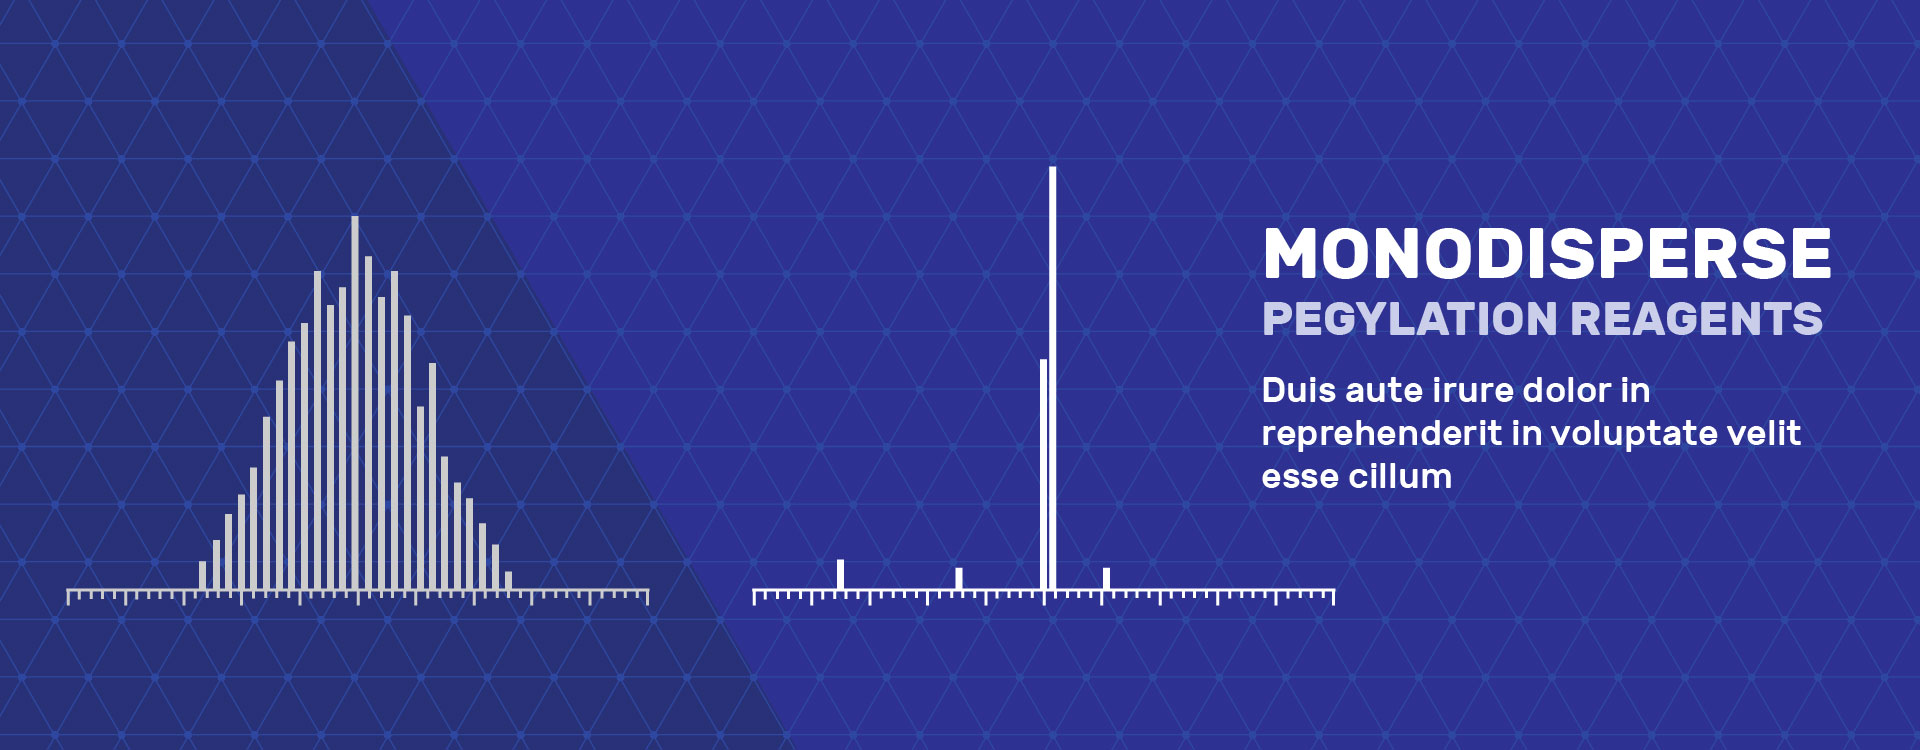 MONODISPERSE
PEGYLATION REAGENTS
Duis aute irure dolor in
reprehenderit in voluptate velit
esse cillum